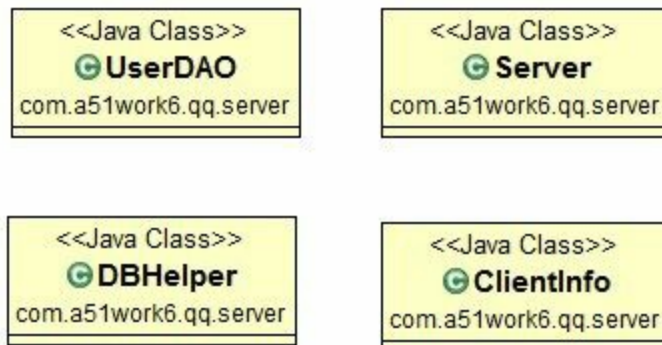 <<Java Class>>
UserDAO
com.a51work6.qq.server
<<Java Class>>
Server
com.a51work6.qq.server
<<Java Class>>
DBHelper
com.a51work6.qq.server
<<Java Class>>
ClientInfo
com.a51work6.qq.server